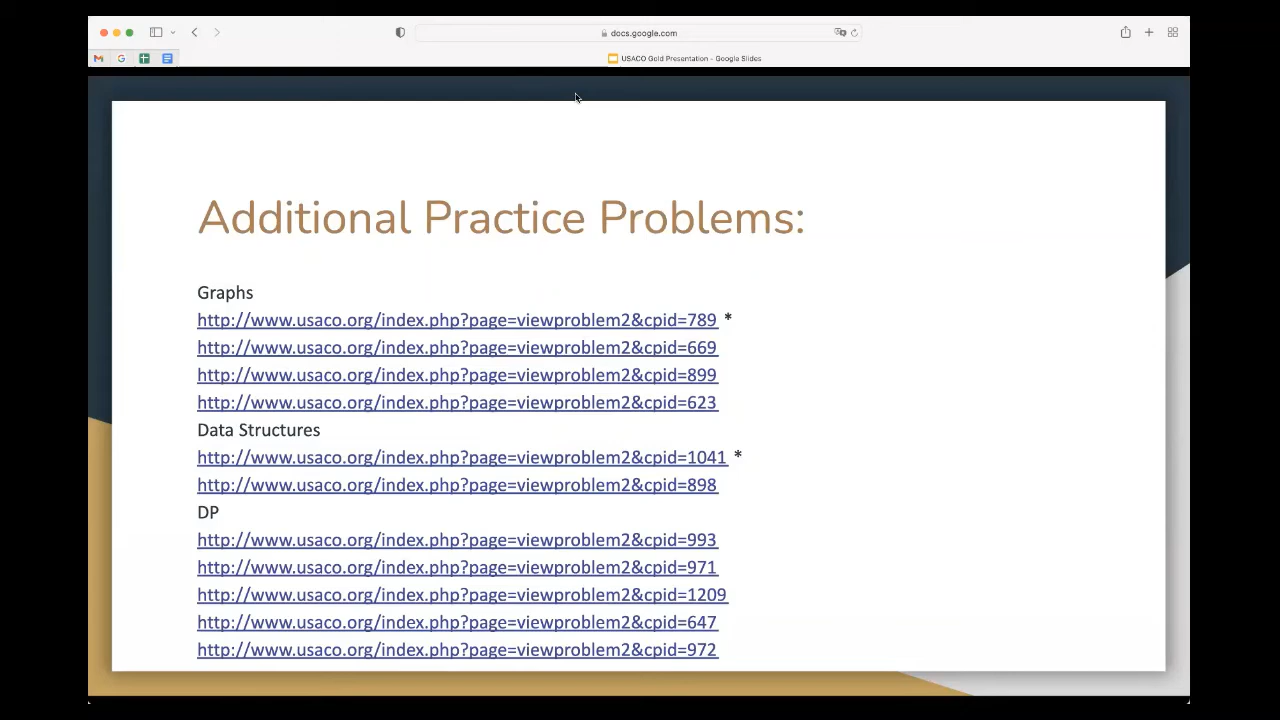 docs.google.com
USACO Gold Presentation - Google Slides
Additional Practice Problems:
Graphs
http://www.usaco.org/index.php?page=viewproblem2&cpid=789 *
http://www.usaco.org/index.php?page=viewproblem2&cpid=669
http://www.usaco.org/index.php?page=viewproblem2&cpid=899
http://www.usaco.org/index.php?page=viewproblem2&cpid=623
Data Structures
http://www.usaco.org/index.php?page=viewproblem2&cpid=1041 *
http://www.usaco.org/index.php?page=viewproblem2&cpid=898
DP
http://www.usaco.org/index.php?page=viewproblem2&cpid=993
http://www.usaco.org/index.php?page=viewproblem2&cpid=971
http://www.usaco.org/index.php?page=viewproblem2&cpid=1209
http://www.usaco.org/index.php?page=viewproblem2&cpid=647
http://www.usaco.org/index.php?page=viewproblem2&cpid=972